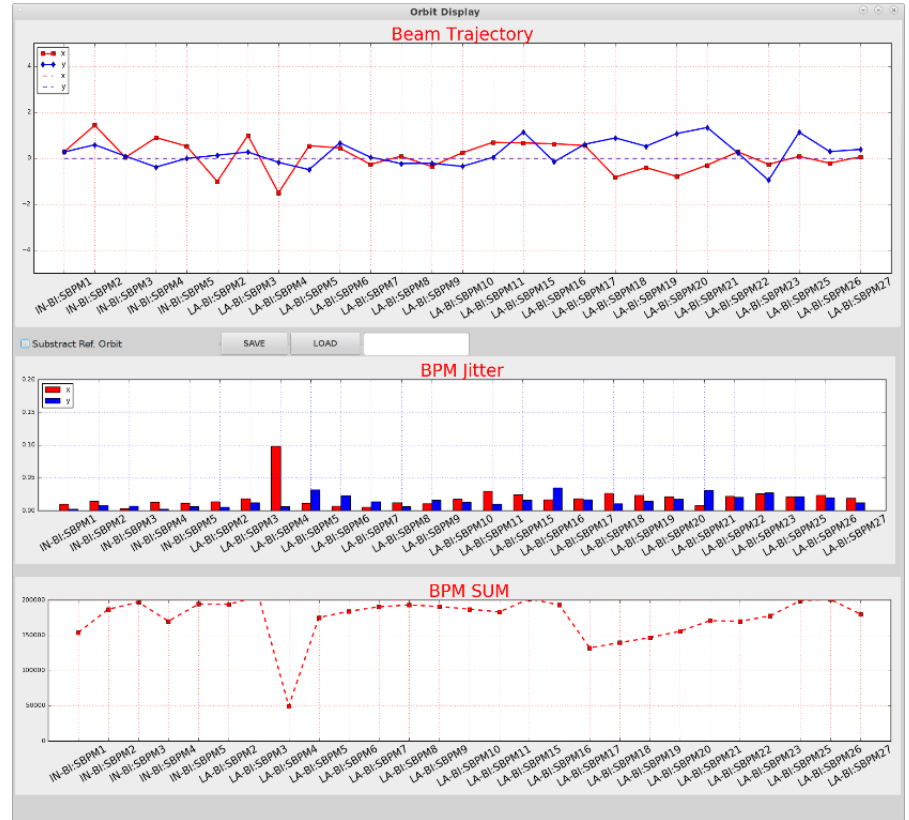 Orbit Display
Beam Trajectory
x
y
x
y
4
2
0
−2
−4
IN-BI:SBPM1 IN-BI:SBPM2 IN-BI:SBPM3 IN-BI:SBPM4 IN-BI:SBPM5 LA-BI:SBPM2 LA-BI:SBPM3 LA-BI:SBPM4 LA-BI:SBPM5 LA-BI:SBPM6 LA-BI:SBPM7 LA-BI:SBPM8 LA-BI:SBPM9 LA-BI:SBPM10 LA-BI:SBPM11 LA-BI:SBPM15 LA-BI:SBPM16 LA-BI:SBPM17 LA-BI:SBPM18 LA-BI:SBPM19 LA-BI:SBPM20 LA-BI:SBPM21 LA-BI:SBPM22 LA-BI:SBPM23 LA-BI:SBPM25 LA-BI:SBPM26 LA-BI:SBPM27
Substract Ref. Orbit SAVE LOAD
BPM Jitter
x
y
0.20
0.15
0.10
0.05
0.00
IN-BI:SBPM1 IN-BI:SBPM2 IN-BI:SBPM3 IN-BI:SBPM4 IN-BI:SBPM5 LA-BI:SBPM2 LA-BI:SBPM3 LA-BI:SBPM4 LA-BI:SBPM5 LA-BI:SBPM6 LA-BI:SBPM7 LA-BI:SBPM8 LA-BI:SBPM9 LA-BI:SBPM10 LA-BI:SBPM11 LA-BI:SBPM15 LA-BI:SBPM16 LA-BI:SBPM17 LA-BI:SBPM18 LA-BI:SBPM19 LA-BI:SBPM20 LA-BI:SBPM21 LA-BI:SBPM22 LA-BI:SBPM23 LA-BI:SBPM25 LA-BI:SBPM26 LA-BI:SBPM27
BPM SUM
200000
150000
100000
50000
0
IN-BI:SBPM1 IN-BI:SBPM2 IN-BI:SBPM3 IN-BI:SBPM4 IN-BI:SBPM5 LA-BI:SBPM2 LA-BI:SBPM3 LA-BI:SBPM4 LA-BI:SBPM5 LA-BI:SBPM6 LA-BI:SBPM7 LA-BI:SBPM8 LA-BI:SBPM9 LA-BI:SBPM10 LA-BI:SBPM11 LA-BI:SBPM15 LA-BI:SBPM16 LA-BI:SBPM17 LA-BI:SBPM18 LA-BI:SBPM19 LA-BI:SBPM20 LA-BI:SBPM21 LA-BI:SBPM22 LA-BI:SBPM23 LA-BI:SBPM25 LA-BI:SBPM26 LA-BI:SBPM27